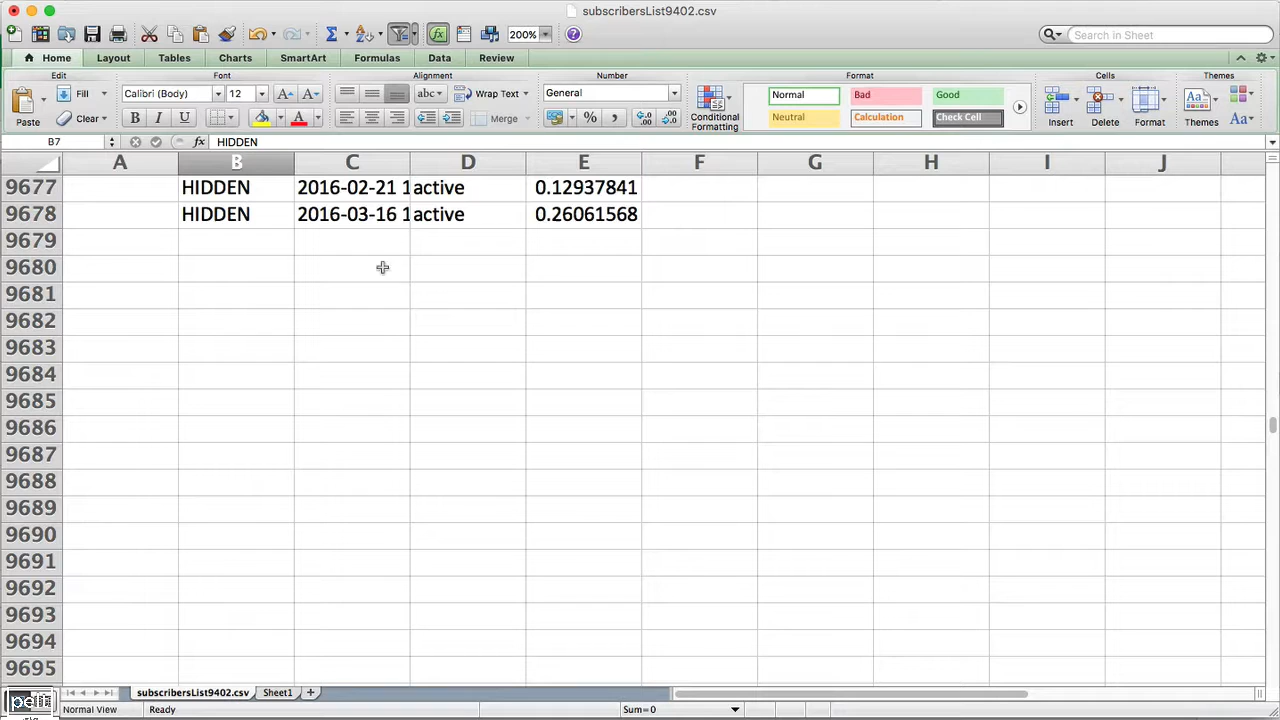 subscribersList9402.csv
200%
Search in Sheet
Home Layout Tables Charts SmartArt Formulas Data Review
Edit Font Alignment Number Format Cells Themes
Fill Calibri (Body) 12 A A abc Wrap Text General Normal Bad Good
Paste Clear B I U A Merge % , Conditional Formatting Neutral Calculation Check Cell Insert Delete Format Themes Aa
B7 fx HIDDEN
A B C D E F G H I J
9677 HIDDEN 2016-02-21 1 active 0.12937841
9678 HIDDEN 2016-03-16 1 active 0.26061568
9679
9680
9681
9682
9683
9684
9685
9686
9687
9688
9689
9690
9691
9692
9693
9694
9695
subscribersList9402.csv Sheet1
Normal View Ready Sum=0